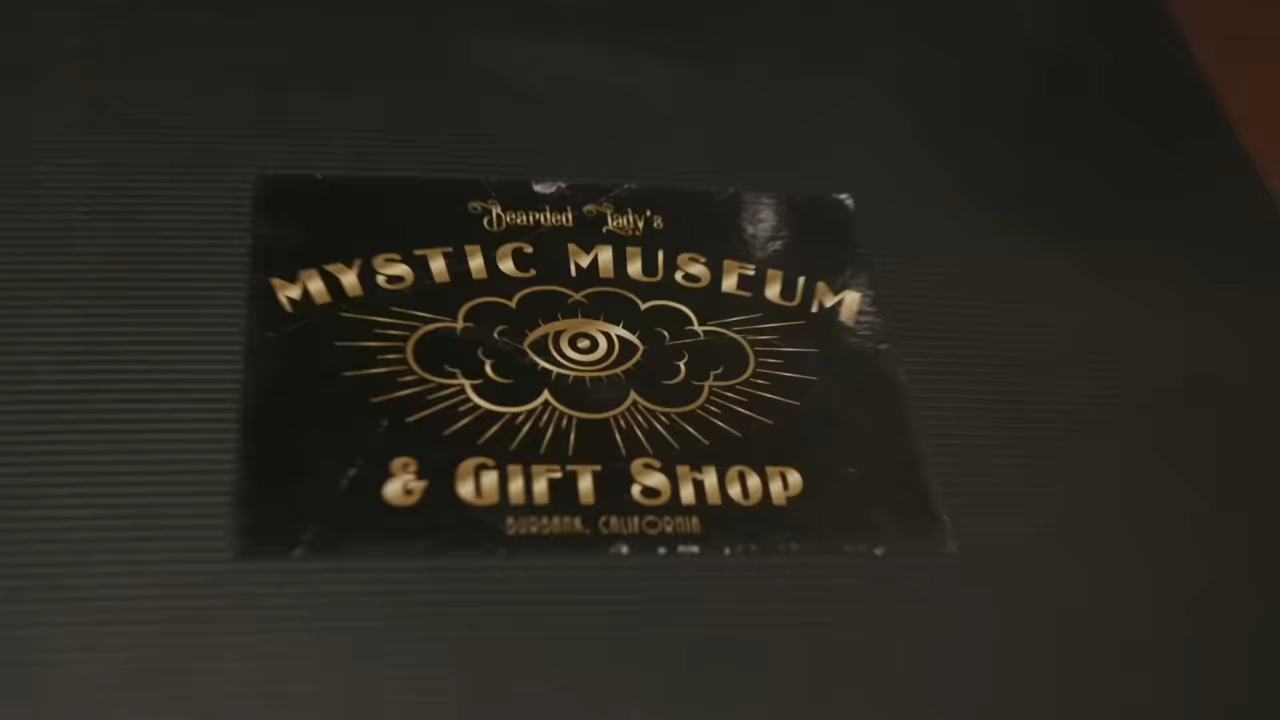 Bearded Lady's
MYSTIC MUSEUM
& GIFT SHOP
BURBANK, CALIFORNIA